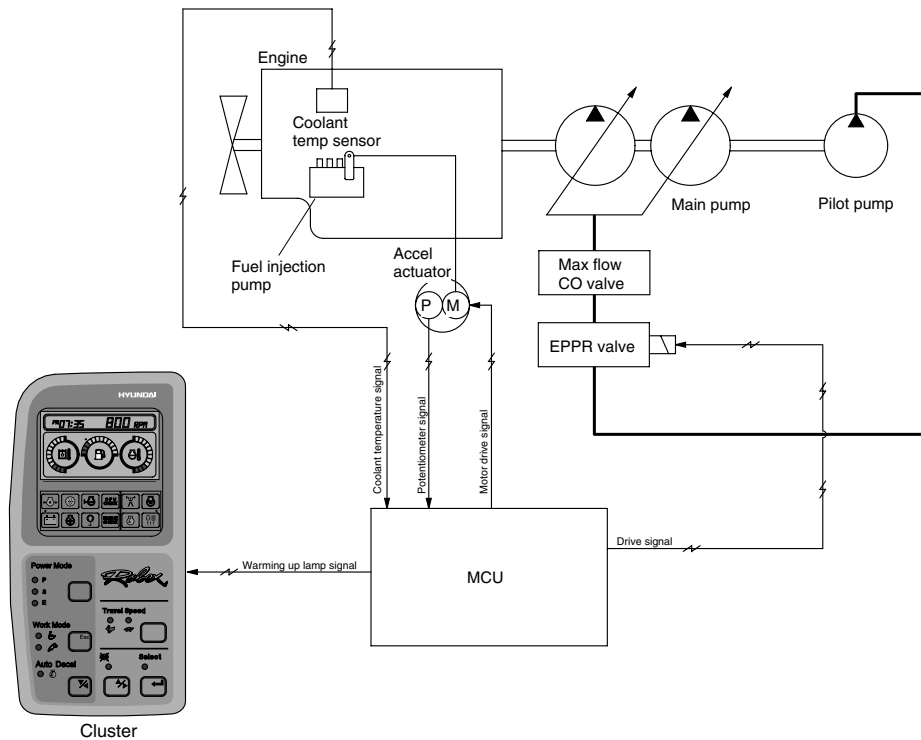 Engine
Coolant
temp sensor
Fuel injection
pump
Accel
actuator
P M
Main pump
Pilot pump
Max flow
CO valve
EPPR valve
Coolant temperature signal
Potentiometer signal
Motor drive signal
Drive signal
MCU
Warming up lamp signal
HYUNDAI
07:35 800 RPM
Power Mode
P
S
E
Robex
Travel Speed
Work Mode
Esc
Auto Decel
Select
Cluster